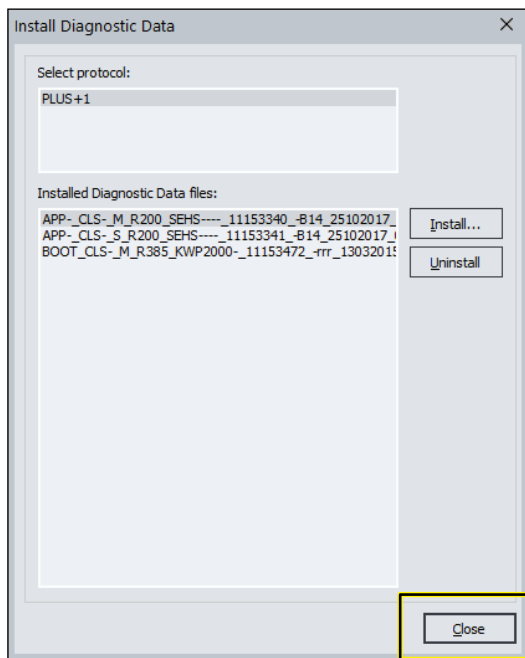 Install Diagnostic Data
Select protocol:
PLUS+1
Installed Diagnostic Data files:
APP-_CLS-_M_R200_SEHS----_11153340_-B14_25102017_
Install...
APP-_CLS-_S_R200_SEHS----_11153341_-B14_25102017_
BOOT_CLS-_M_R385_KWP2000-_11153472_-rrr_13032015
Uninstall
Close